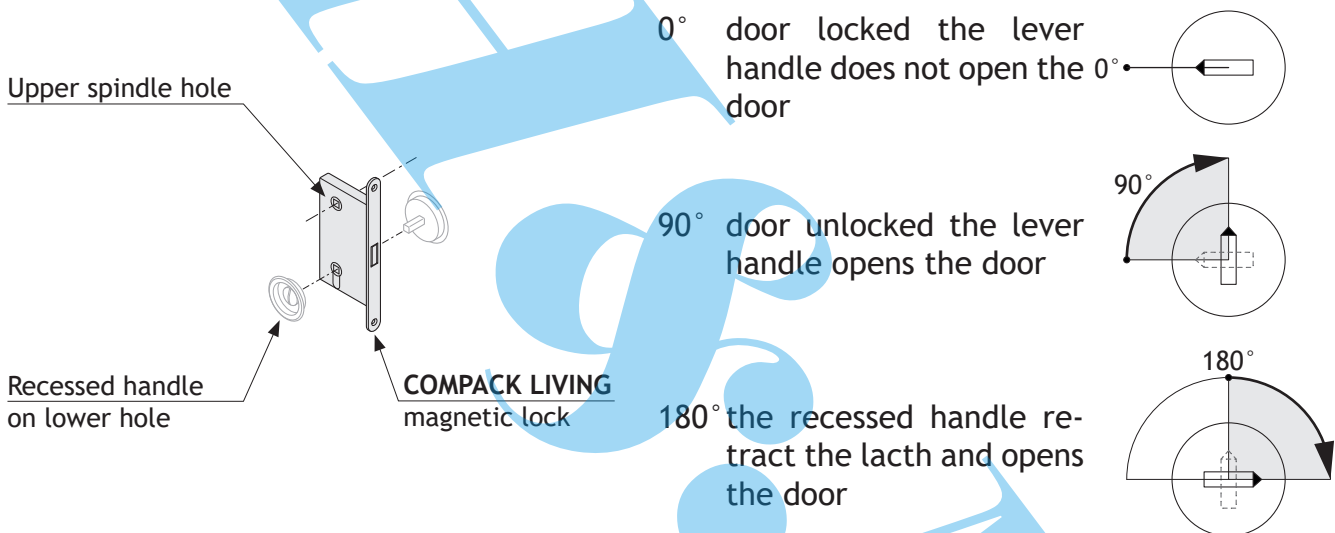 Upper spindle hole
Recessed handle
on lower hole
COMPACK LIVING
magnetic lock
0° door locked the lever
handle does not open the
door
0°
90° door unlocked the lever
handle opens the door
90°
180° the recessed handle re-
tract the lacth and opens
the door
180°